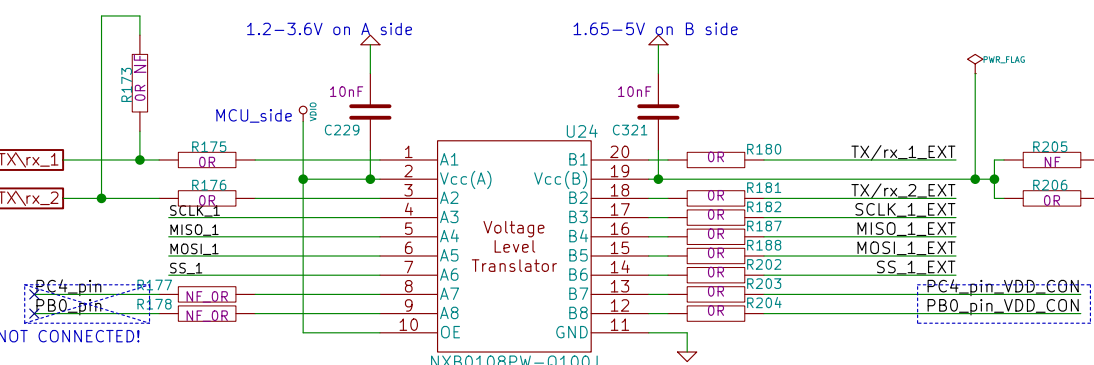 1.2-3.6V on A side
1.65-5V on B side
R173
0R NF
10nF
C229
MCU_side
VDIO
10nF
C321
U24
PWR_FLAG
TX\rx_1
R175
0R
1
A1
B1
20
0R
R180
TX/rx_1_EXT
R205
NF
2
Vcc(A)
Vcc(B)
19
TX\rx_2
R176
0R
3
A2
B2
18
0R
R181
TX/rx_2_EXT
R206
0R
SCLK_1
4
A3
B3
17
0R
R182
SCLK_1_EXT
MISO_1
5
A4
B4
16
0R
R187
MISO_1_EXT
MOSI_1
6
A5
B5
15
0R
R188
MOSI_1_EXT
SS_1
7
A6
B6
14
0R
R202
SS_1_EXT
PC4_pin
R177
NF_0R
8
A7
B7
13
0R
R203
PC4_pin_VDD_CON
PB0_pin
R178
NF_0R
9
A8
B8
12
0R
R204
PB0_pin_VDD_CON
10
OE
GND
11
Voltage
Level
Translator
NOT CONNECTED!
NXB0108PW-Q100J